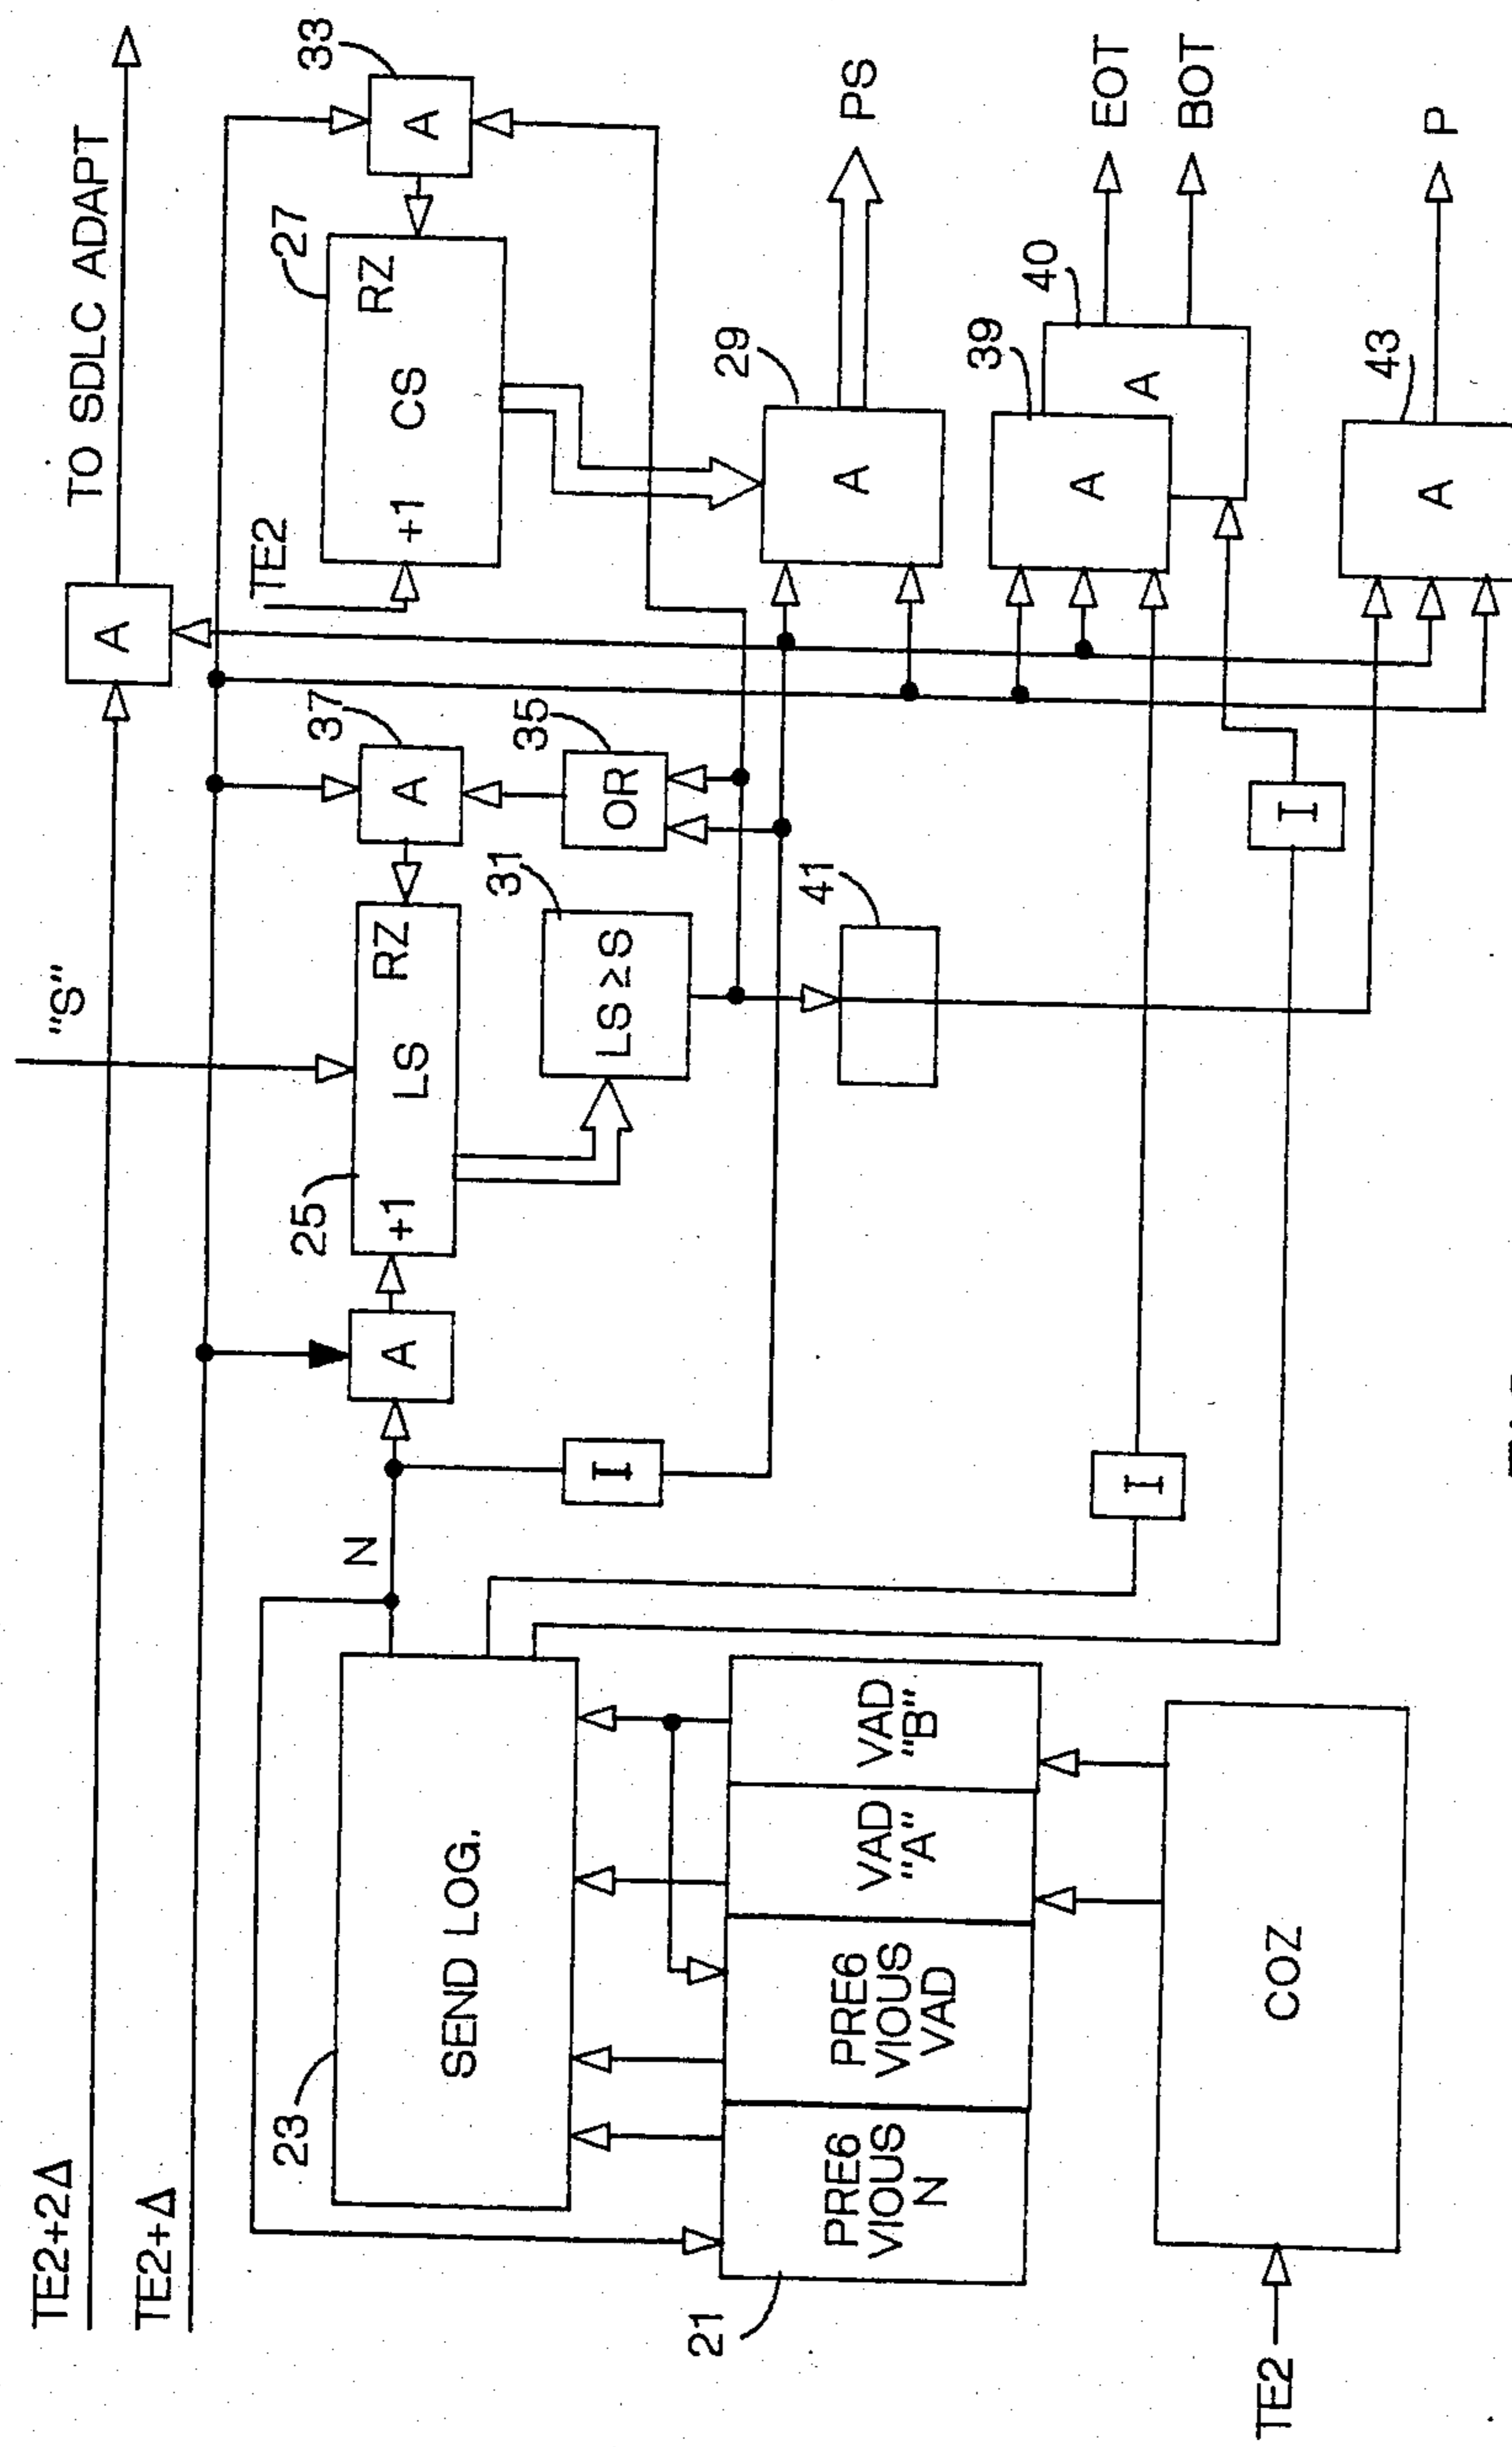 TE2+2Δ
TO SDLC ADAPT
A
TE2+Δ
"S"
TE2
33
A
27
RZ
CS
+1
37
A
25
RZ
LS
+1
A
N
23
SEND LOG.
35
OR
31
LS≥S
I
29
A
PS
41
21
PRE6
VIOUS
N
PRE6
VIOUS
VAD
VAD
"A"
VAD
"B"
39
A
40
A
EOT
BOT
I
I
43
A
P
COZ
TE2